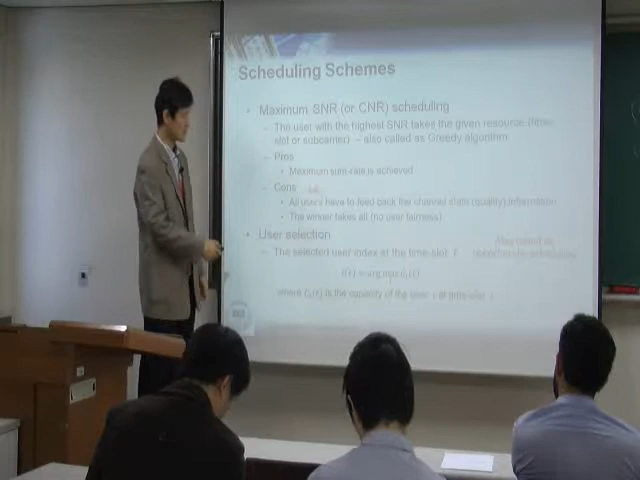 Scheduling Schemes
• Maximum SNR (or CNR) scheduling
– The user with the highest SNR takes the given resource (time-
slot or subcarrier) – also called as Greedy algorithm
– Pros
• Maximum sum-rate is achieved
– Cons
• All users have to feed back the channel state (quality) information
• The winner takes all (no user fairness)
• User selection
– The selected user index at the time-slot
where is the capacity of the user at time-slot